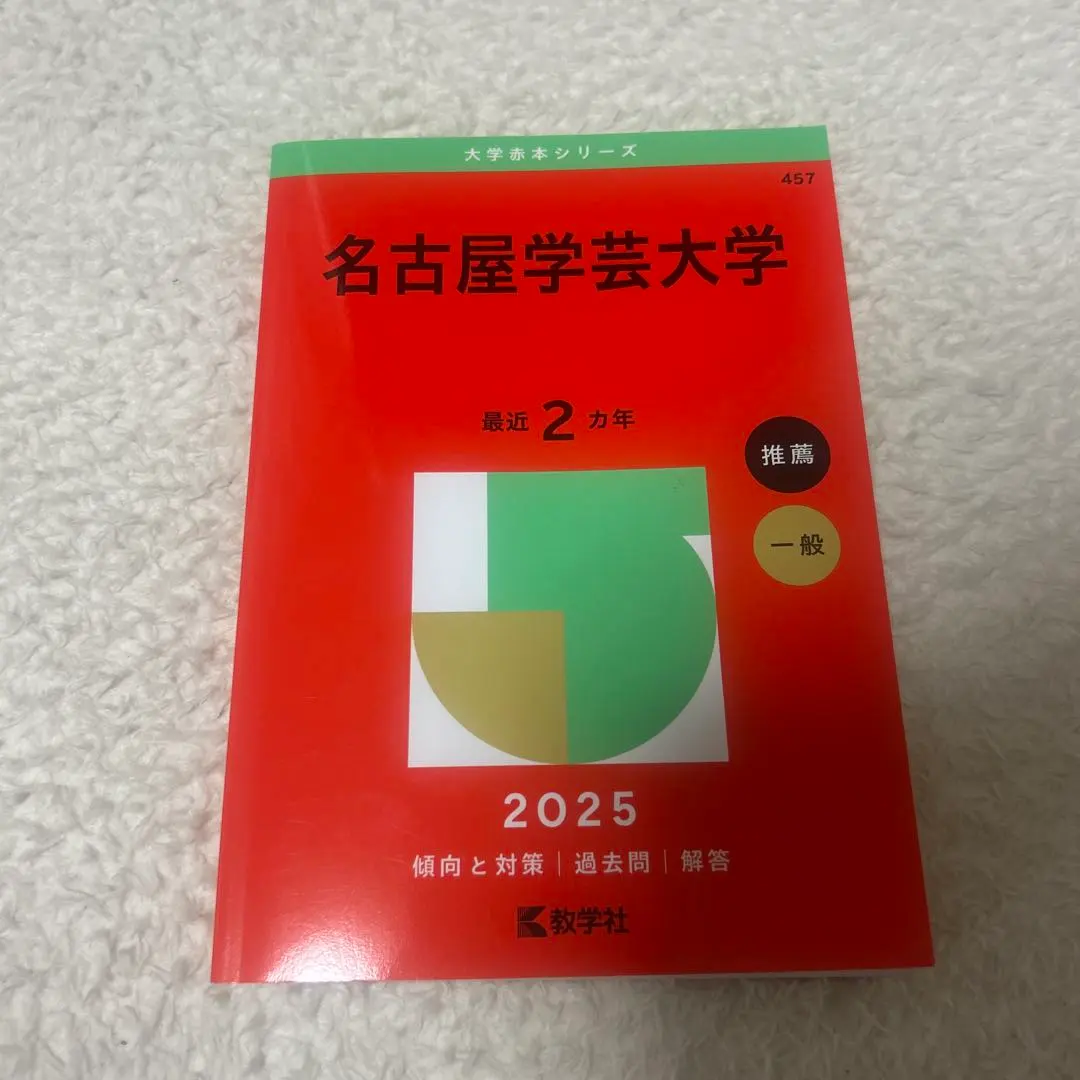 大学赤本シリーズ
457
名古屋学芸大学
最近2カ年
推薦
一般
2025
傾向と対策｜過去問｜解答
教学社